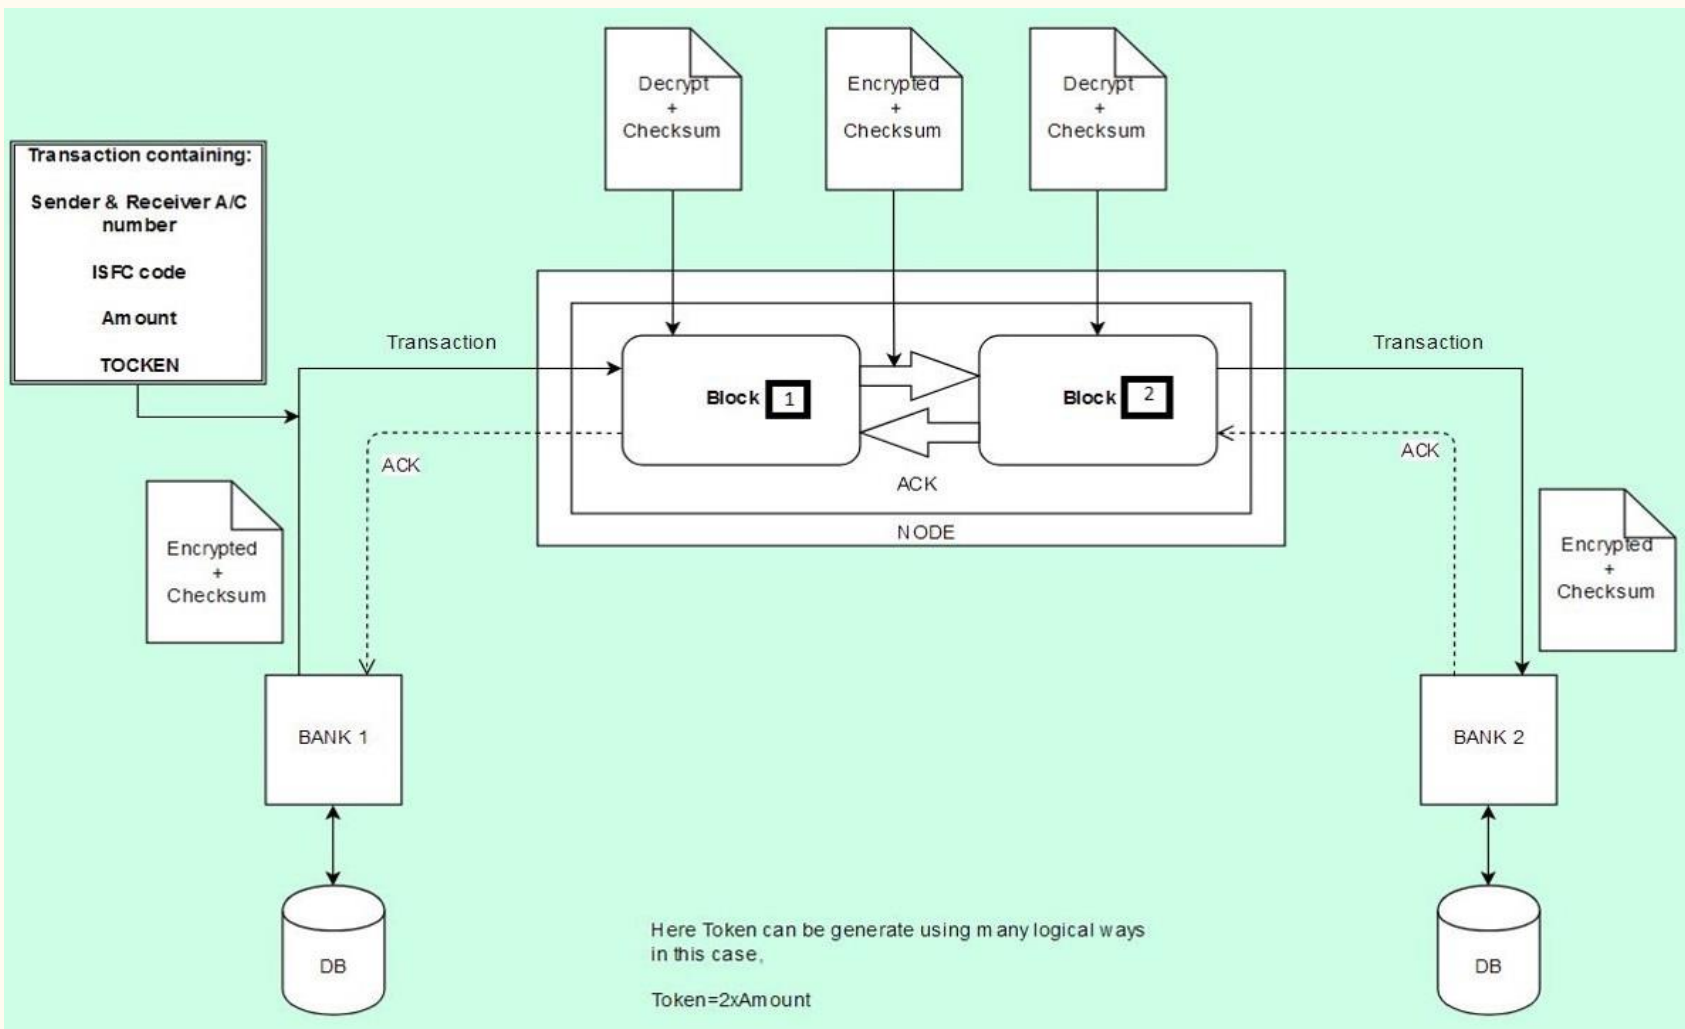 Decrypt
+
Checksum
Encrypted
+
Checksum
Decrypt
+
Checksum
Transaction containing:
Sender & Receiver A/C
number
ISFC code
Amount
TOCKEN
Transaction
Transaction
Block 1
Block 2
ACK
ACK
ACK
NODE
Encrypted
+
Checksum
Encrypted
+
Checksum
BANK 1
BANK 2
DB
DB
Here Token can be generate using many logical ways
in this case,
Token=2xAmount